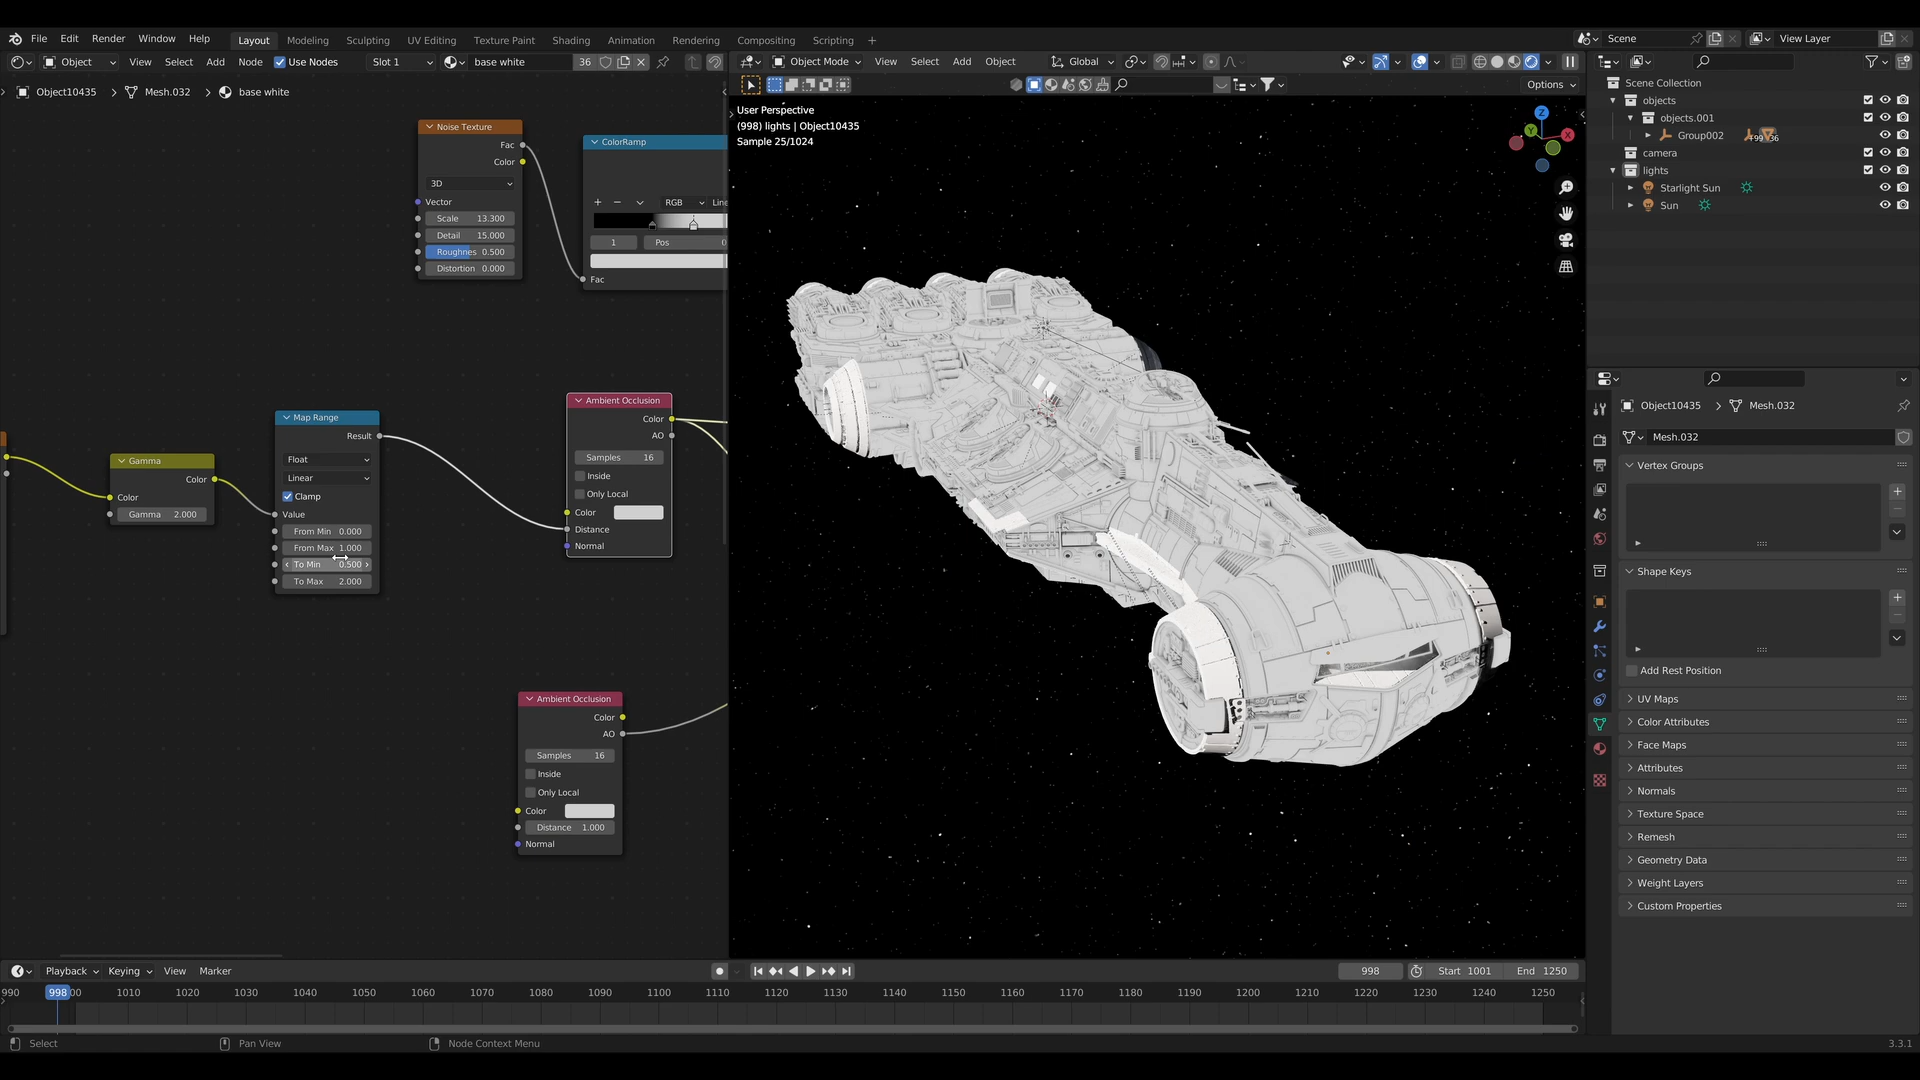 File Edit Render Window Help Layout Modeling Sculpting UV Editing Texture Paint Shading Animation Rendering Compositing Scripting + Scene View Layer
Object View Select Add Node Use Nodes Slot 1 base white 36
Object10435 > Mesh.032 > base white
Noise Texture
Fac
Color
3D
Vector
Scale 13.300
Detail 15.000
Roughnes 0.500
Distortion 0.000
ColorRamp
RGB Line
1 Pos 0
Fac
Gamma
Color
Color
Gamma 2.000
Map Range
Result
Float
Linear
Clamp
Value
From Min 0.000
From Max 1.000
To Min 0.500
To Max 2.000
Ambient Occlusion
Color
AO
Samples 16
Inside
Only Local
Color
Distance
Normal
Ambient Occlusion
Color
AO
Samples 16
Inside
Only Local
Color
Distance 1.000
Normal
Object Mode View Select Add Object Global
Options
User Perspective
(998) lights | Object10435
Sample 25/1024
Z
Y
X
Scene Collection
objects
objects.001
Group002
camera
lights
Starlight Sun
Sun
Object10435 > Mesh.032
Mesh.032
Vertex Groups
Shape Keys
Add Rest Position
UV Maps
Color Attributes
Face Maps
Attributes
Normals
Texture Space
Remesh
Geometry Data
Weight Layers
Custom Properties
Playback Keying View Marker 998 Start 1001 End 1250
990 998 00 1010 1020 1030 1040 1050 1060 1070 1080 1090 1100 1110 1120 1130 1140 1150 1160 1170 1180 1190 1200 1210 1220 1230 1240 1250
Select Pan View Node Context Menu 3.3.1